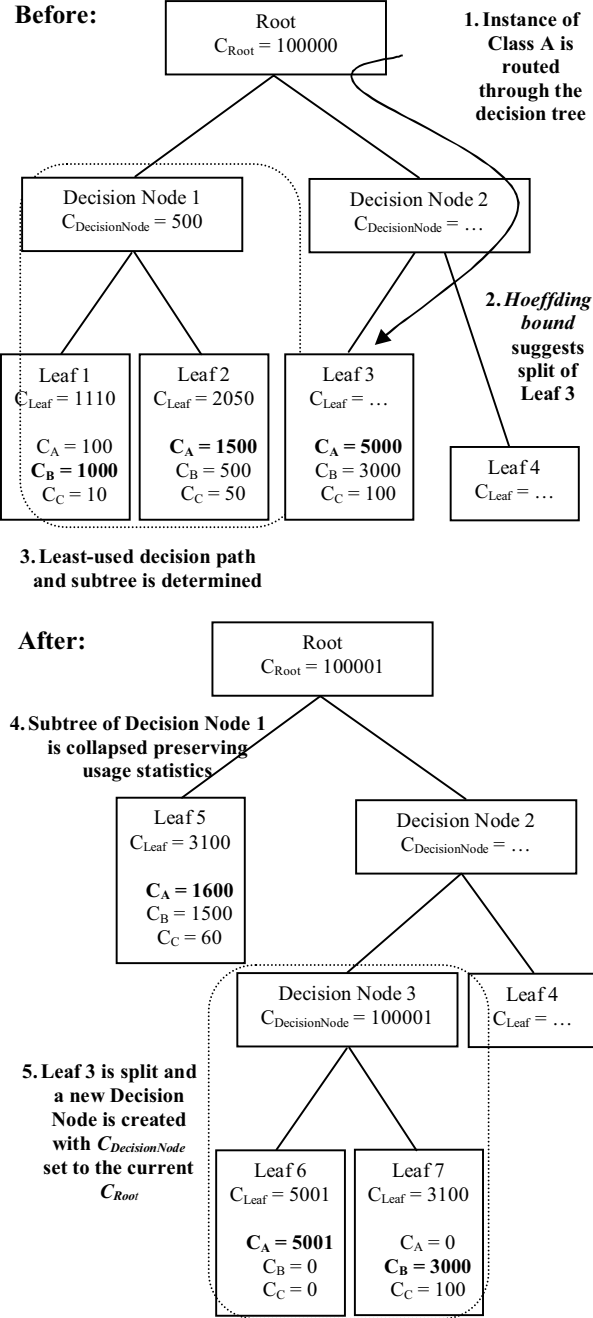 Before:
Root
C_Root = 100000
1. Instance of
Class A is
routed
through the
decision tree
Decision Node 1
C_DecisionNode = 500
Decision Node 2
C_DecisionNode = …
2. Hoeffding
bound
suggests
split of
Leaf 3
Leaf 1
C_Leaf = 1110
C_A = 100
C_B = 1000
C_C = 10
Leaf 2
C_Leaf = 2050
C_A = 1500
C_B = 500
C_C = 50
Leaf 3
C_Leaf = …
C_A = 5000
C_B = 3000
C_C = 100
Leaf 4
C_Leaf = …
3. Least-used decision path
and subtree is determined
After:
Root
C_Root = 100001
4. Subtree of Decision Node 1
is collapsed preserving
usage statistics
Leaf 5
C_Leaf = 3100
C_A = 1600
C_B = 1500
C_C = 60
Decision Node 2
C_DecisionNode = …
Decision Node 3
C_DecisionNode = 100001
Leaf 4
C_Leaf = …
5. Leaf 3 is split and
a new Decision
Node is created
with C_DecisionNode
set to the current
C_Root
Leaf 6
C_Leaf = 5001
C_A = 5001
C_B = 0
C_C = 0
Leaf 7
C_Leaf = 3100
C_A = 0
C_B = 3000
C_C = 100